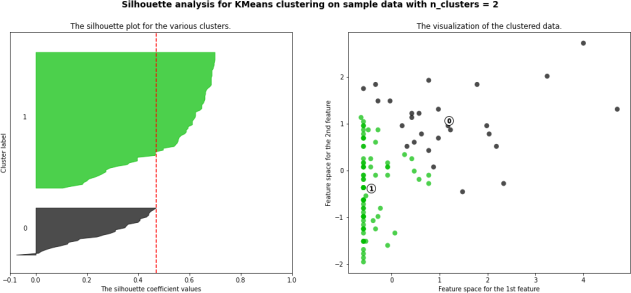 Silhouette analysis for KMeans clustering on sample data with n_clusters = 2
The silhouette plot for the various clusters.
Cluster label
1
0
−0.1 0.0 0.2 0.4 0.6 0.8 1.0
The silhouette coefficient values
The visualization of the clustered data.
Feature space for the 2nd feature
2
1
0
−1
−2
0
1
0 1 2 3 4
Feature space for the 1st feature